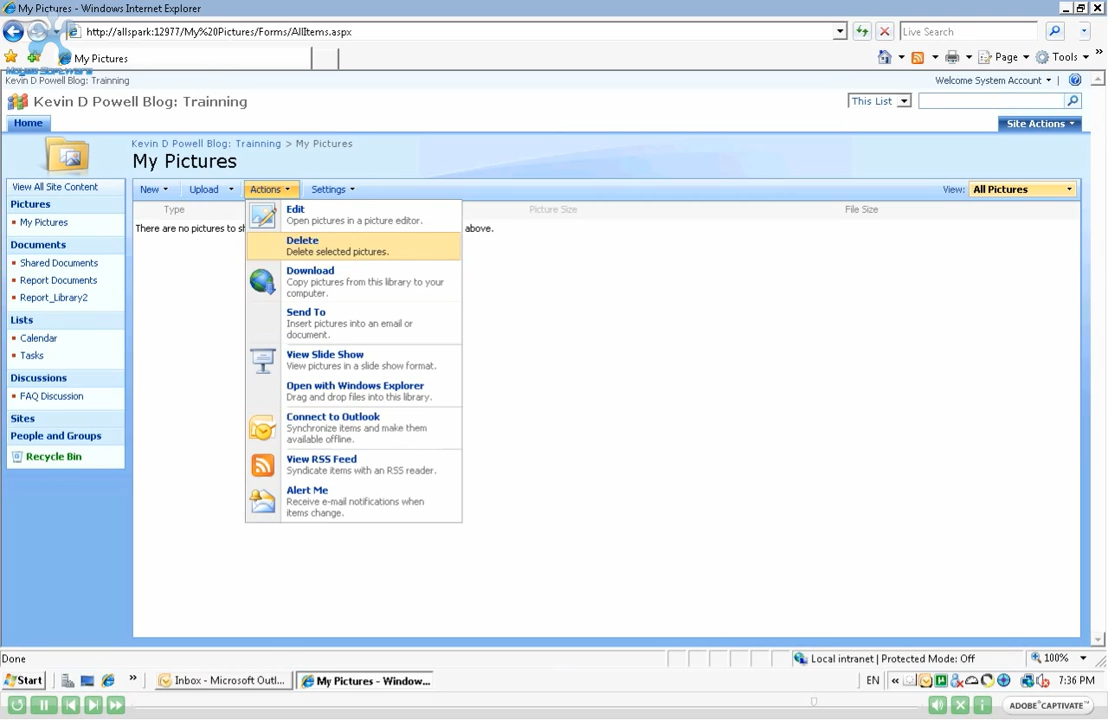 My Pictures - Windows Internet Explorer
http://allspark:12977/My%20Pictures/Forms/AllItems.aspx
Live Search
My Pictures
Page
Tools
Kevin D Powell Blog: Trainning
Welcome System Account
Kevin D Powell Blog: Trainning
This List
Home
Site Actions
Kevin D Powell Blog: Trainning > My Pictures
My Pictures
View All Site Content
New
Upload
Actions
Settings
View:
All Pictures
Pictures
My Pictures
Documents
Shared Documents
Report Documents
Report_Library2
Lists
Calendar
Tasks
Discussions
FAQ Discussion
Sites
People and Groups
Recycle Bin
Type
Picture Size
File Size
There are no pictures to sh
above.
Edit
Open pictures in a picture editor.
Delete
Delete selected pictures.
Download
Copy pictures from this library to your
computer.
Send To
Insert pictures into an email or
document.
View Slide Show
View pictures in a slide show format.
Open with Windows Explorer
Drag and drop files into this library.
Connect to Outlook
Synchronize items and make them
available offline.
View RSS Feed
Syndicate items with an RSS reader.
Alert Me
Receive e-mail notifications when
items change.
Done
Local intranet | Protected Mode: Off
100%
Start
Inbox - Microsoft Outl...
My Pictures - Window...
EN
7:36 PM
ADOBE® CAPTIVATE™